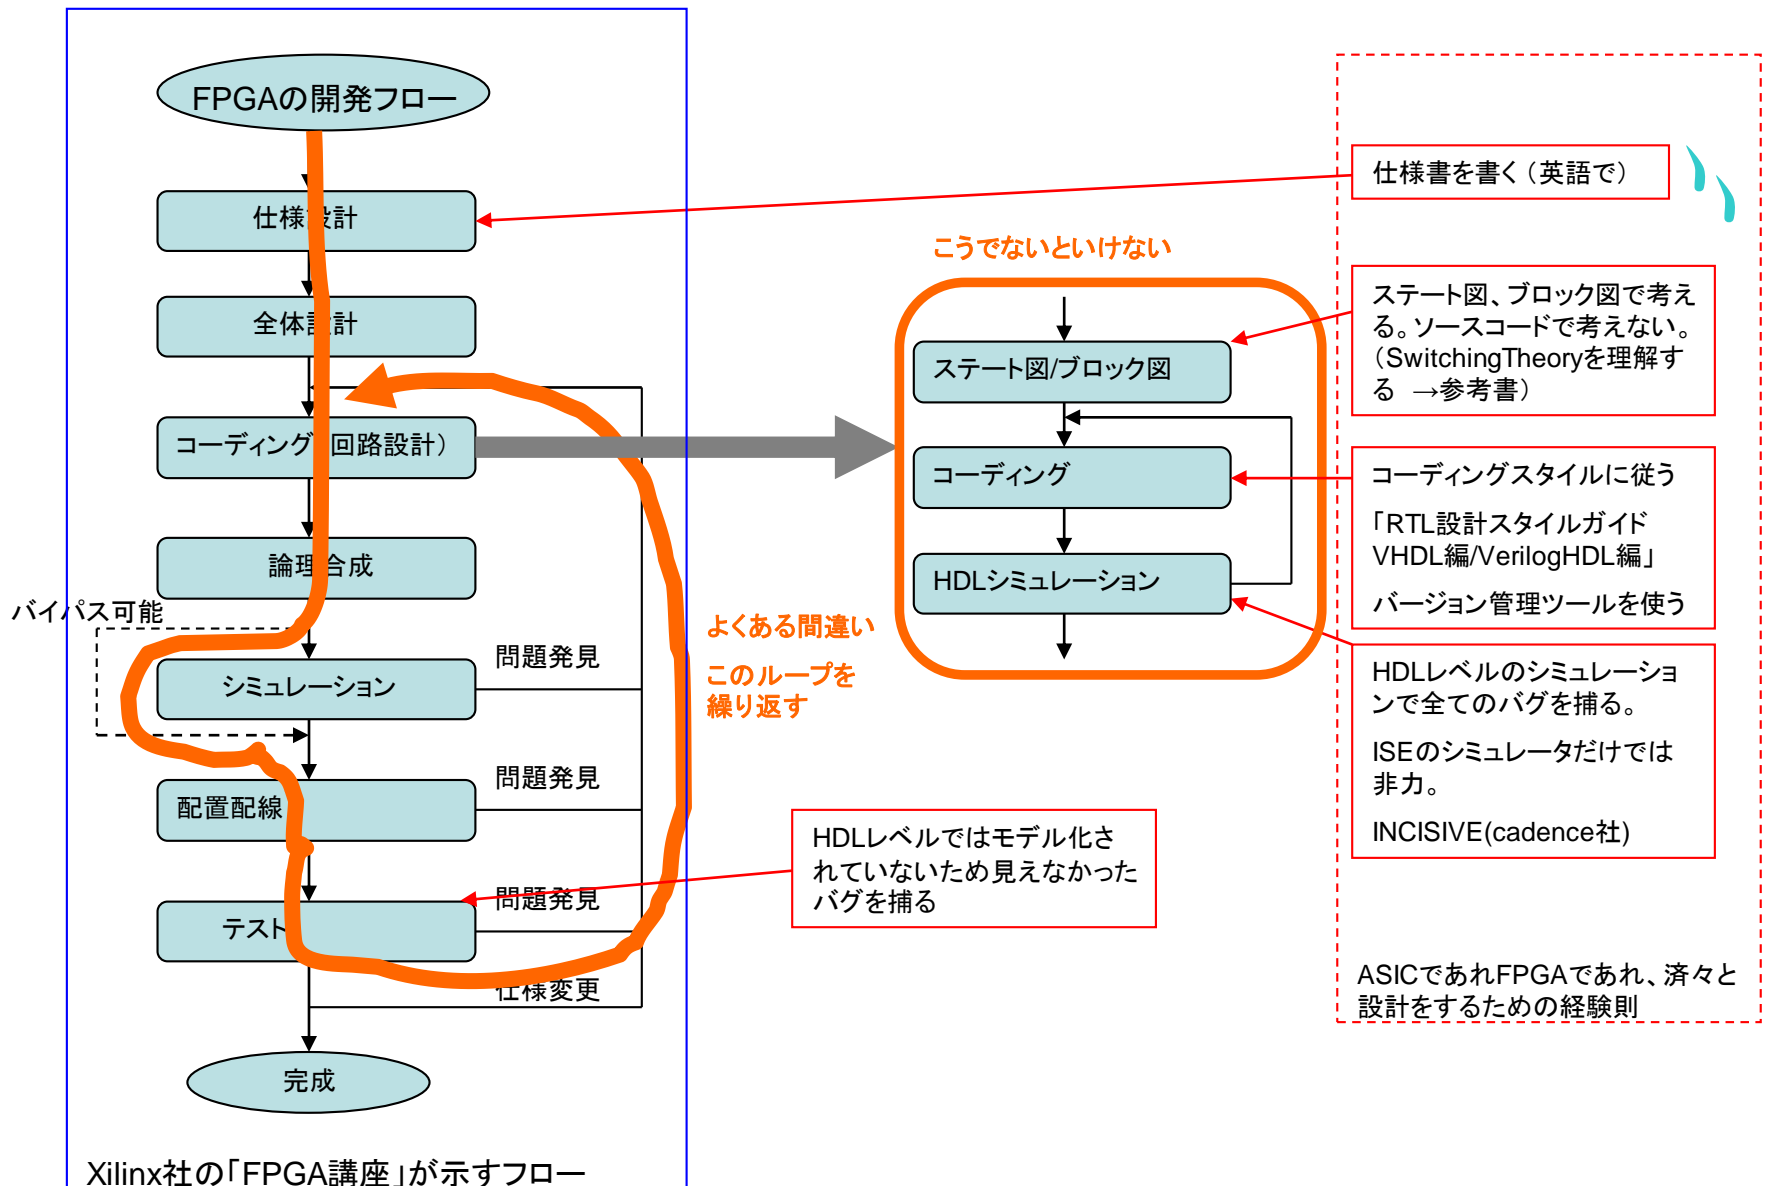 FPGAの開発フロー
仕様設計
全体設計
コーディング（回路設計）
論理合成
バイパス可能
シミュレーション
問題発見
配置配線
問題発見
テスト
問題発見
仕様変更
完成
Xilinx社の「FPGA講座」が示すフロー
よくある間違い
このループを
繰り返す
こうでないといけない
ステート図/ブロック図
コーディング
HDLシミュレーション
HDLレベルではモデル化さ
れていないため見えなかった
バグを捕る
仕様書を書く（英語で）
ステート図、ブロック図で考え
る。ソースコードで考えない。
（SwitchingTheoryを理解す
る　→参考書）
コーディングスタイルに従う
「RTL設計スタイルガイド
VHDL編/VerilogHDL編」
バージョン管理ツールを使う
HDLレベルのシミュレーショ
ンで全てのバグを捕る。
ISEのシミュレータだけでは
非力。
INCISIVE(cadence社)
ASICであれFPGAであれ、済々と
設計をするための経験則